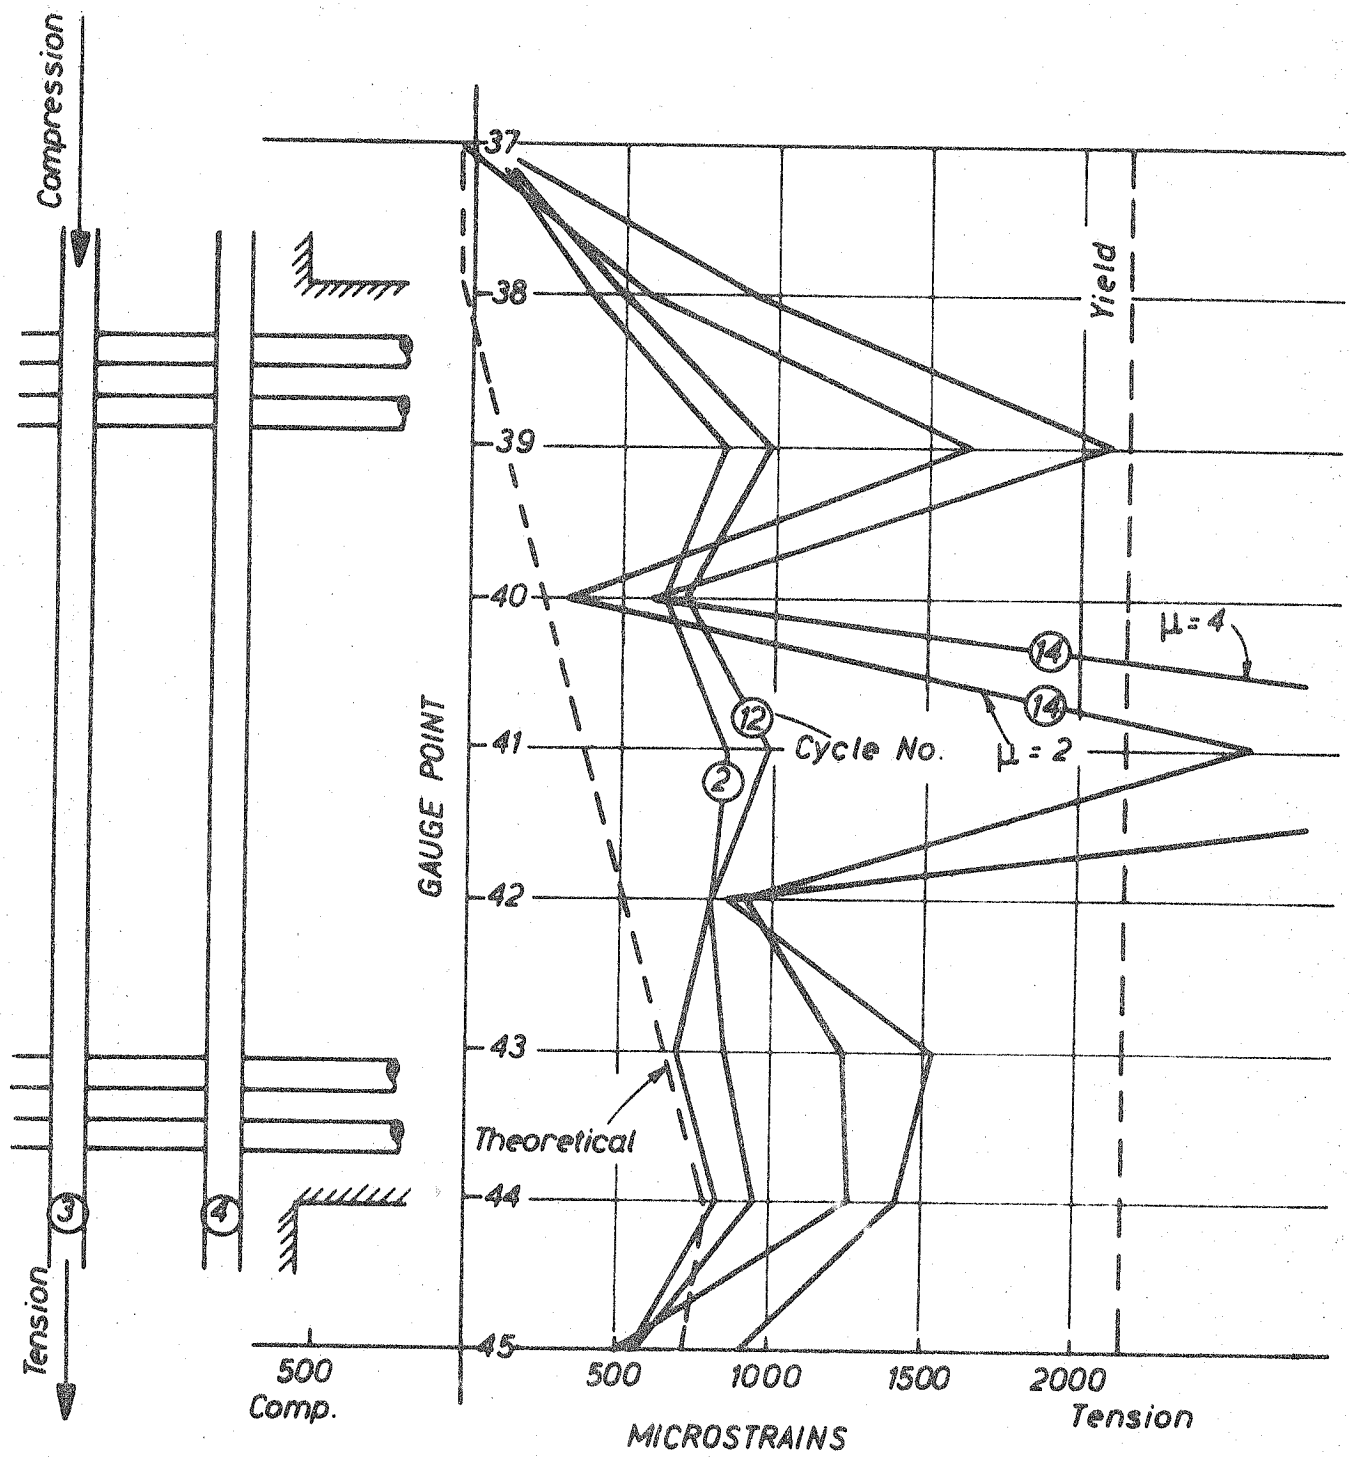 Compression
37
Yield
38
39
40
μ = 4
14
14
12
41
Cycle No.
μ = 2
2
GAUGE POINT
42
43
Theoretical
44
3
4
Tension
45
500
500
1000
1500
2000
Comp.
Tension
MICROSTRAINS